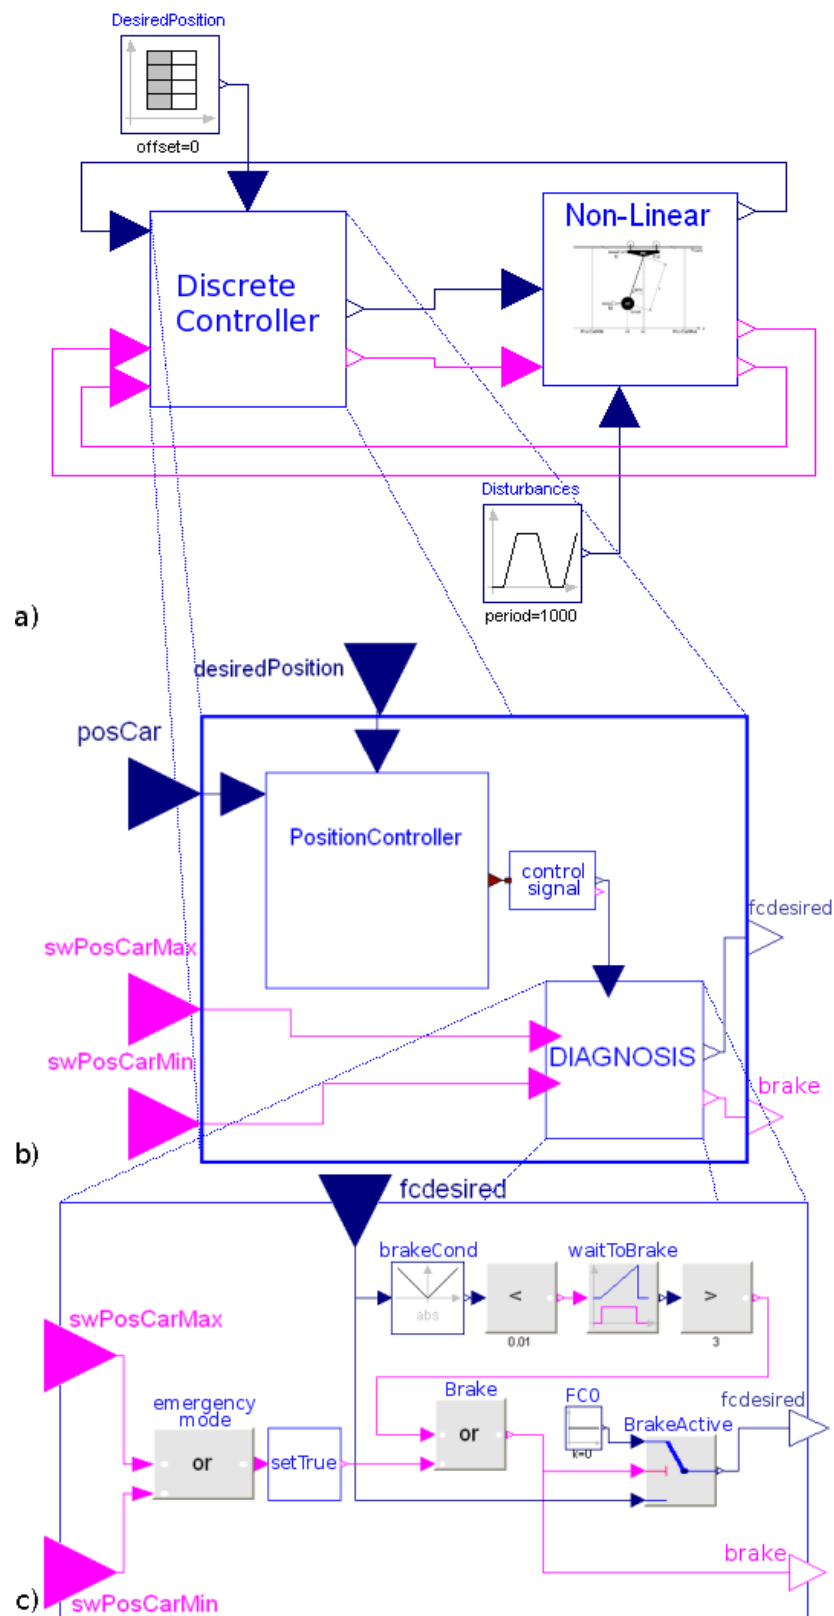 DesiredPosition
offset=0
Non-Linear
Discrete
Controller
Disturbances
period=1000
a)
desiredPosition
posCar
PositionController
control
signal
fcdesired
swPosCarMax
DIAGNOSIS
swPosCarMin
brake
b)
fcdesired
brakeCond
waitToBrake
abs
<
>
0.01
3
swPosCarMax
emergency
mode
Brake
FC0
fcdesired
BrakeActive
or
or
k=0
setTrue
brake
swPosCarMin
c)